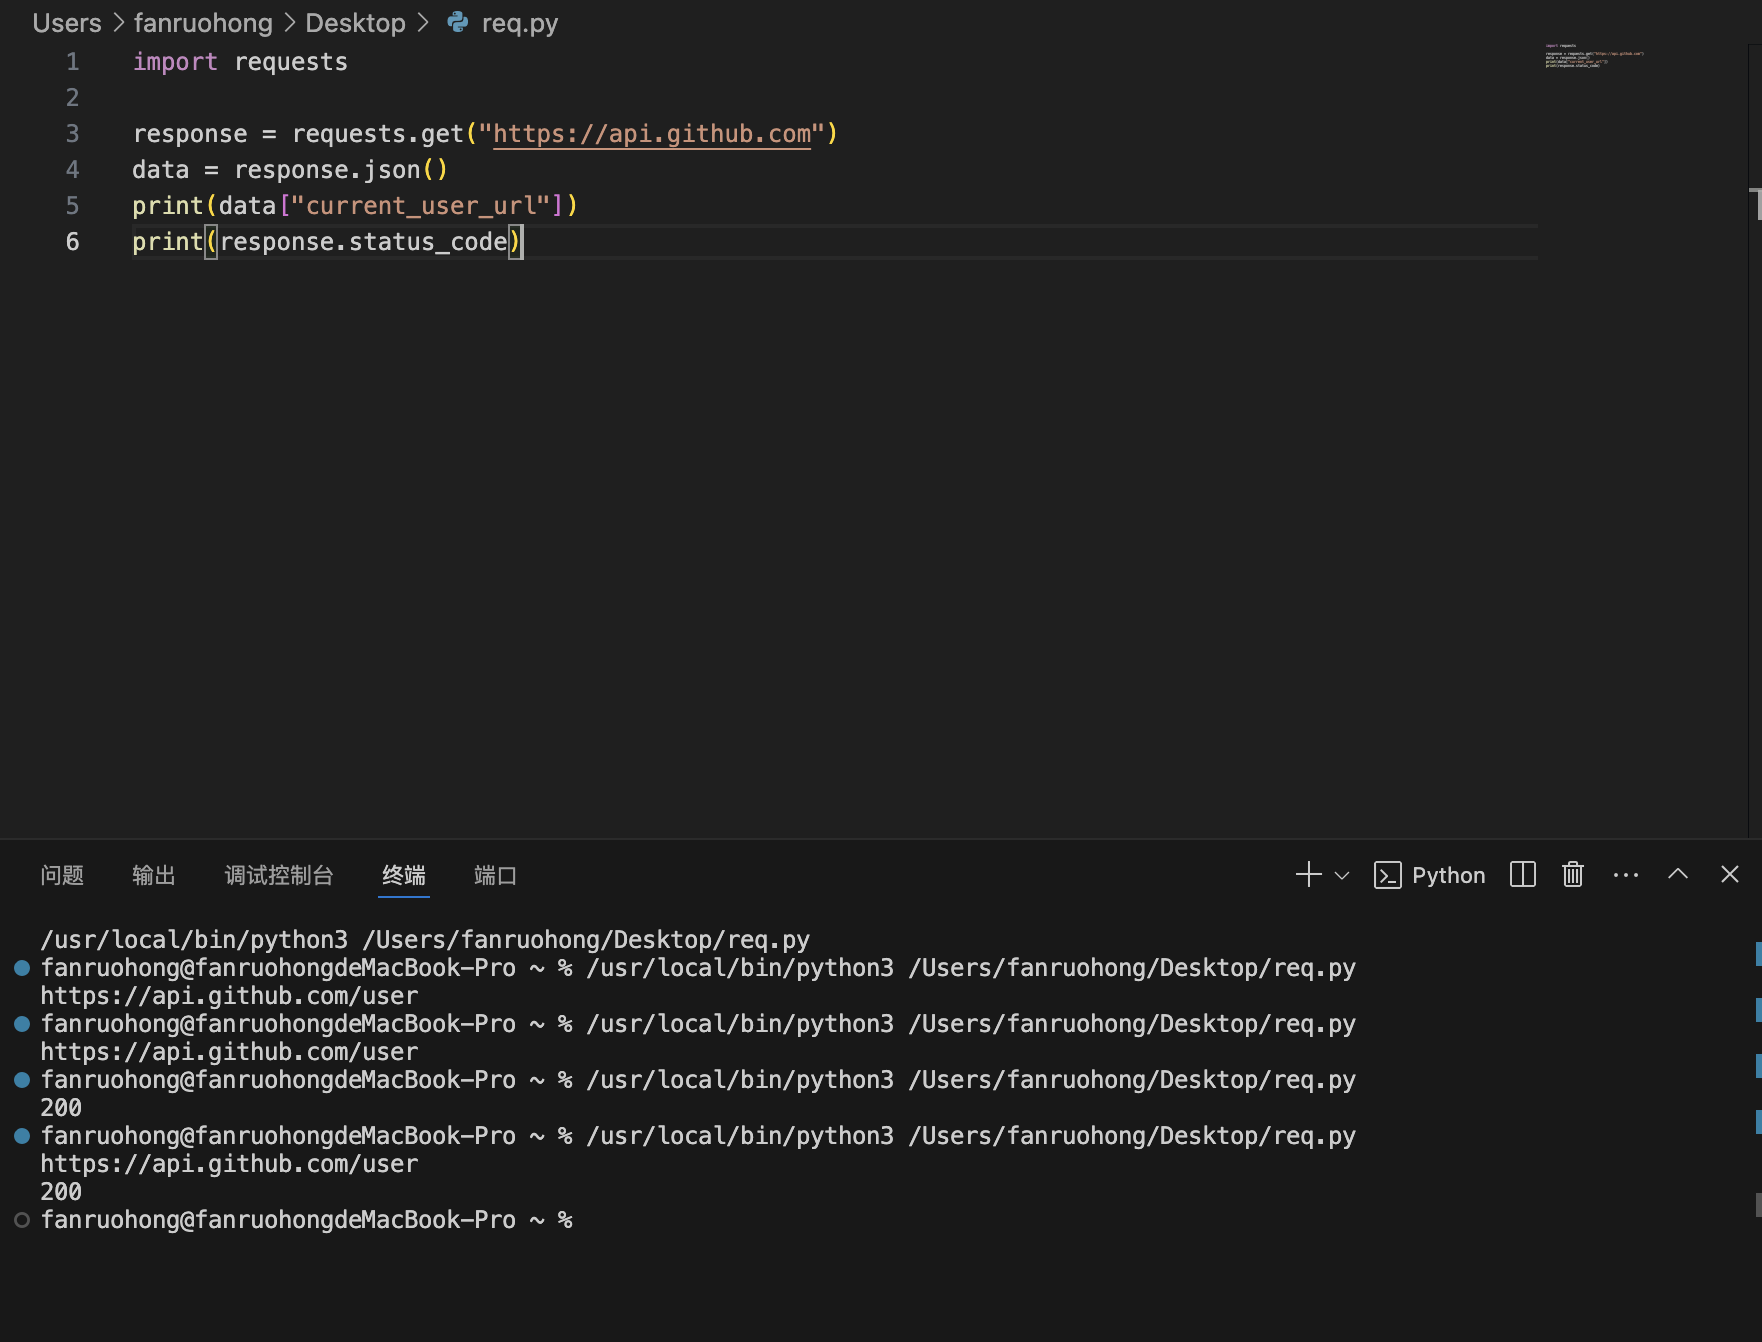 Users > fanruohong > Desktop > req.py
1 import requests
2
3 response = requests.get("https://api.github.com")
4 data = response.json()
5 print(data["current_user_url"])
6 print(response.status_code)
问题 输出 调试控制台 终端 端口 Python
/usr/local/bin/python3 /Users/fanruohong/Desktop/req.py
fanruohong@fanruohongdeMacBook-Pro ~ % /usr/local/bin/python3 /Users/fanruohong/Desktop/req.py
https://api.github.com/user
fanruohong@fanruohongdeMacBook-Pro ~ % /usr/local/bin/python3 /Users/fanruohong/Desktop/req.py
https://api.github.com/user
fanruohong@fanruohongdeMacBook-Pro ~ % /usr/local/bin/python3 /Users/fanruohong/Desktop/req.py
200
fanruohong@fanruohongdeMacBook-Pro ~ % /usr/local/bin/python3 /Users/fanruohong/Desktop/req.py
https://api.github.com/user
200
fanruohong@fanruohongdeMacBook-Pro ~ %